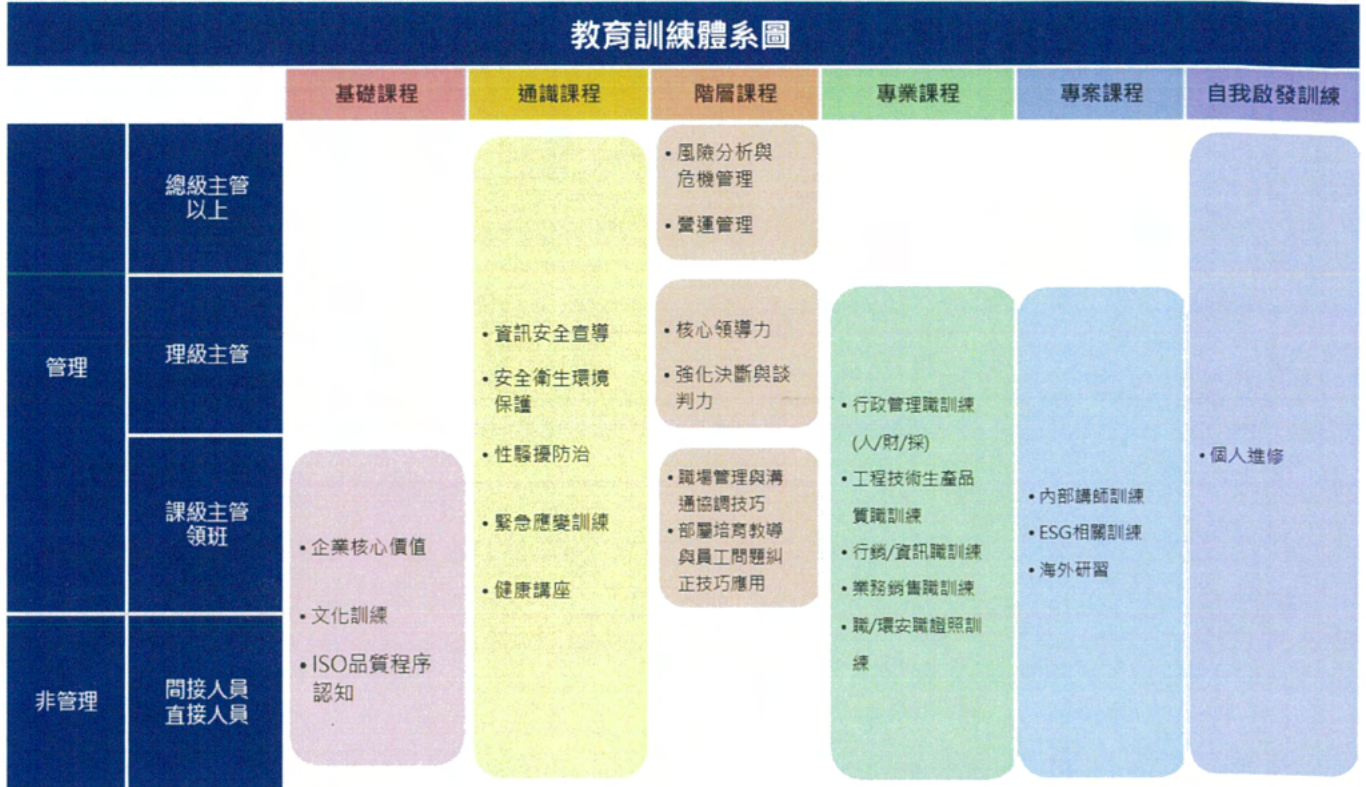 教育訓練體系圖
基礎課程
通識課程
階層課程
專業課程
專案課程
自我啟發訓練
管理
總級主管
以上
理級主管
課級主管
領班
非管理
間接人員
直接人員
• 企業核心價值
• 文化訓練
• ISO品質程序
認知
• 資訊安全宣導
• 安全衛生環境
保護
• 性騷擾防治
• 緊急應變訓練
• 健康講座
• 風險分析與
危機管理
• 營運管理
• 核心領導力
• 強化決斷與談
判力
• 職場管理與溝
通協調技巧
• 部屬培育教導
與員工問題糾
正技巧應用
• 行政管理職訓練
(人/財/採)
• 工程技術生產品
質職訓練
• 行銷/資訊職訓練
• 業務銷售職訓練
• 職/環安職證照訓
練
• 內部講師訓練
• ESG相關訓練
• 海外研習
• 個人進修